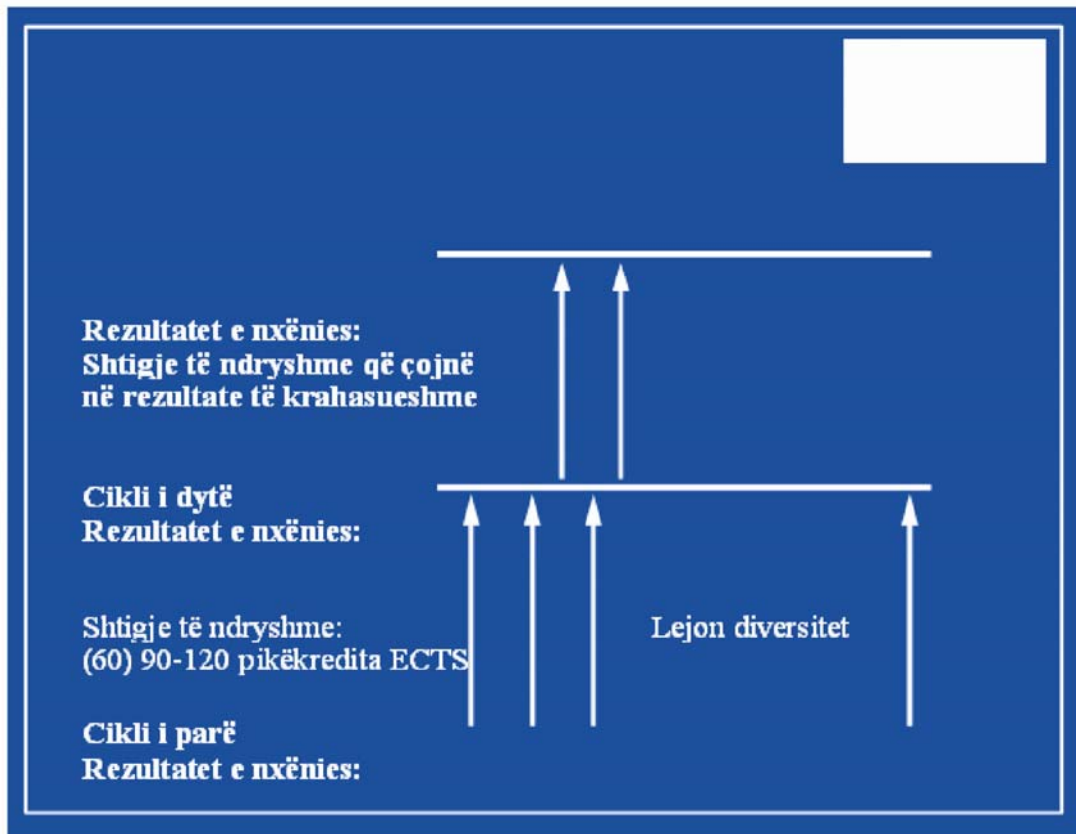 Rezultatet e nxënies:
Shtigje të ndryshme që çojnë
në rezultate të krahasueshme
Cikli i dytë
Rezultatet e nxënies:
Shtigje të ndryshme:
(60) 90-120 pikëkredita ECTS
Lejon diversitet
Cikli i parë
Rezultatet e nxënies: